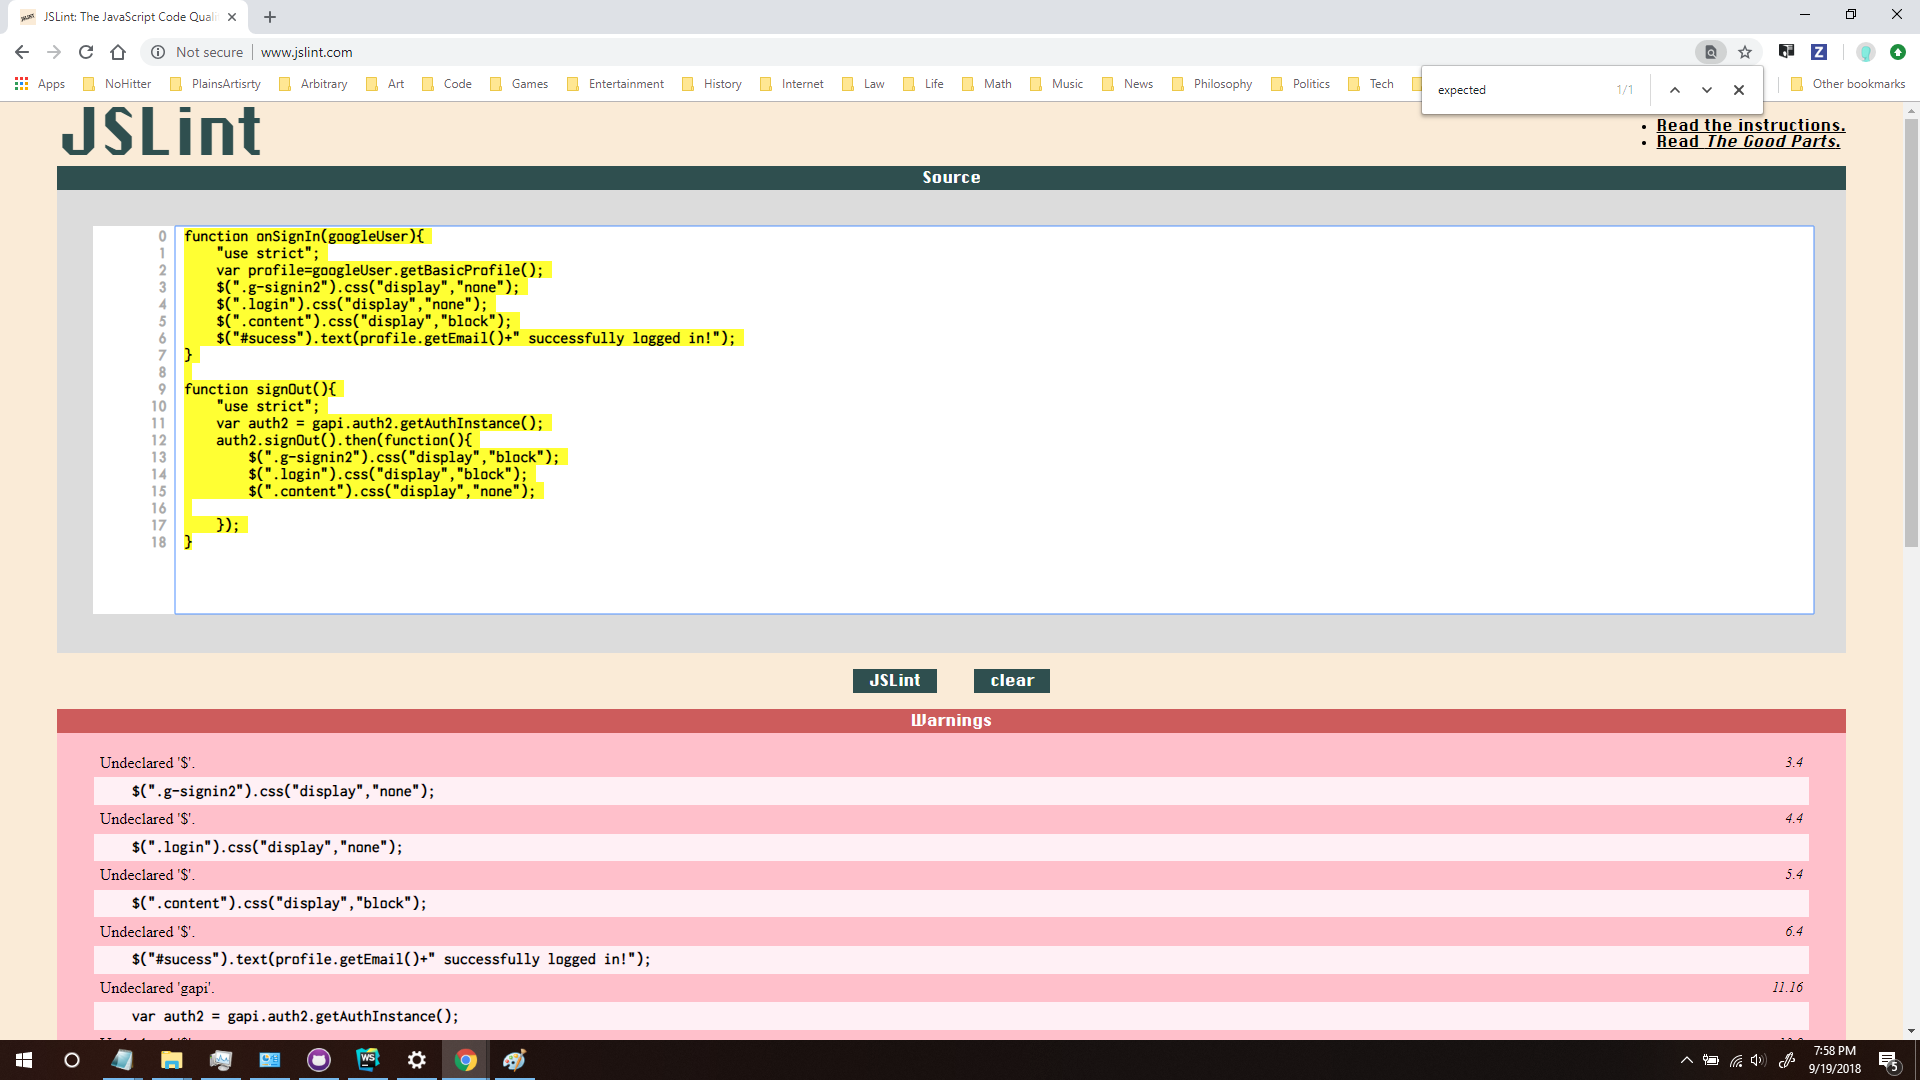 JSLint: The JavaScript Code Quali
Not secure
www.jslint.com
Apps NoHitter PlainsArtisrty Arbitrary Art Code Games Entertainment History Internet Law Life Math Music News Philosophy Politics Tech Other bookmarks
expected 1/1
JSLint
Read the instructions.
Read The Good Parts.
Source
0 function onSignIn(googleUser){
1 "use strict";
2 var profile=googleUser.getBasicProfile();
3 $(".g-signin2").css("display","none");
4 $(".login").css("display","none");
5 $(".content").css("display","block");
6 $("#sucess").text(profile.getEmail()+" successfully logged in!");
7 }
8
9 function signOut(){
10 "use strict";
11 var auth2 = gapi.auth2.getAuthInstance();
12 auth2.signOut().then(function(){
13 $(".g-signin2").css("display","block");
14 $(".login").css("display","block");
15 $(".content").css("display","none");
16
17 });
18 }
JSLint clear
Warnings
Undeclared '$'. 3.4
$(".g-signin2").css("display","none");
Undeclared '$'. 4.4
$(".login").css("display","none");
Undeclared '$'. 5.4
$(".content").css("display","block");
Undeclared '$'. 6.4
$("#sucess").text(profile.getEmail()+" successfully logged in!");
Undeclared 'gapi'. 11.16
var auth2 = gapi.auth2.getAuthInstance();
WS
7:58 PM
9/19/2018
5